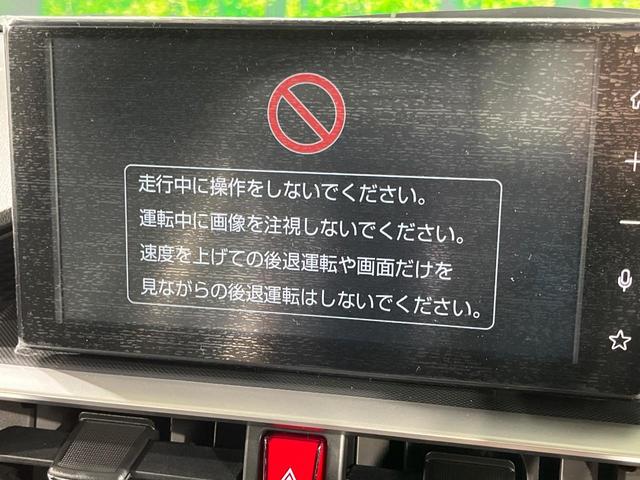 走行中に操作をしないでください。
運転中に画像を注視しないでください。
速度を上げての後退運転や画面だけを
見ながらの後退運転はしないでください。